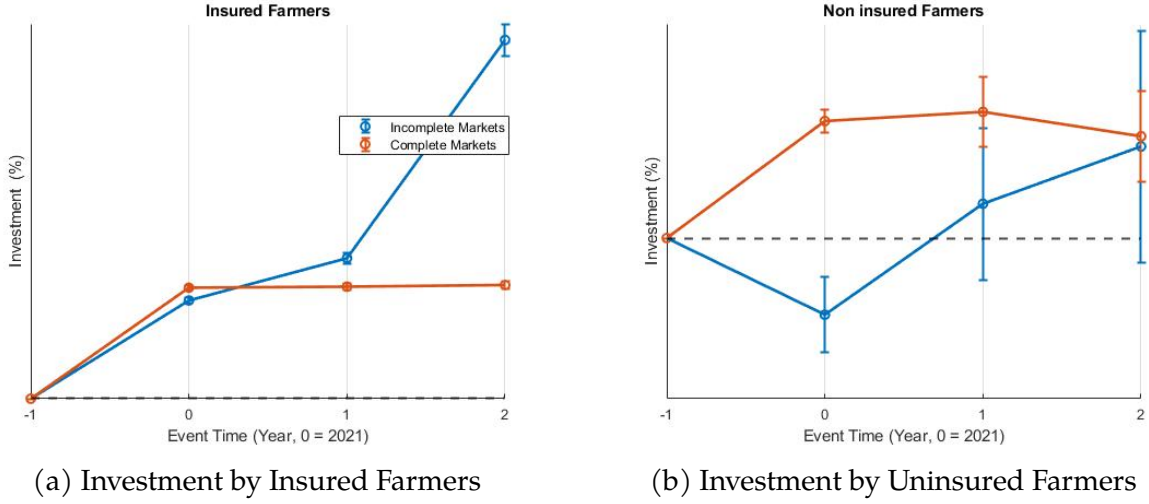 Insured Farmers
Investment (%)
Incomplete Markets
Complete Markets
-1
0
1
2
Event Time (Year, 0 = 2021)
(a) Investment by Insured Farmers
Non insured Farmers
Investment (%)
-1
0
1
2
Event Time (Year, 0 = 2021)
(b) Investment by Uninsured Farmers